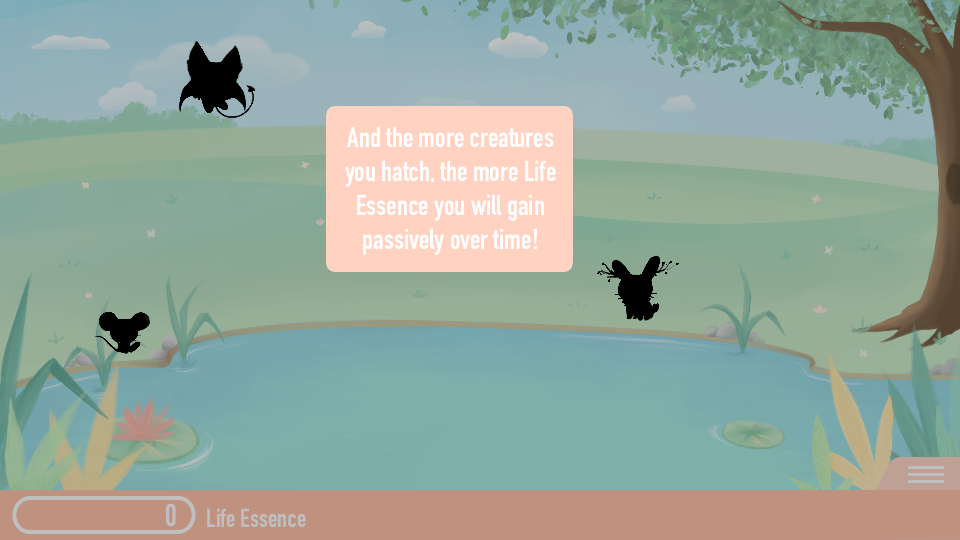 And the more creatures
you hatch, the more Life
Essence you will gain
passively over time!
0
Life Essence